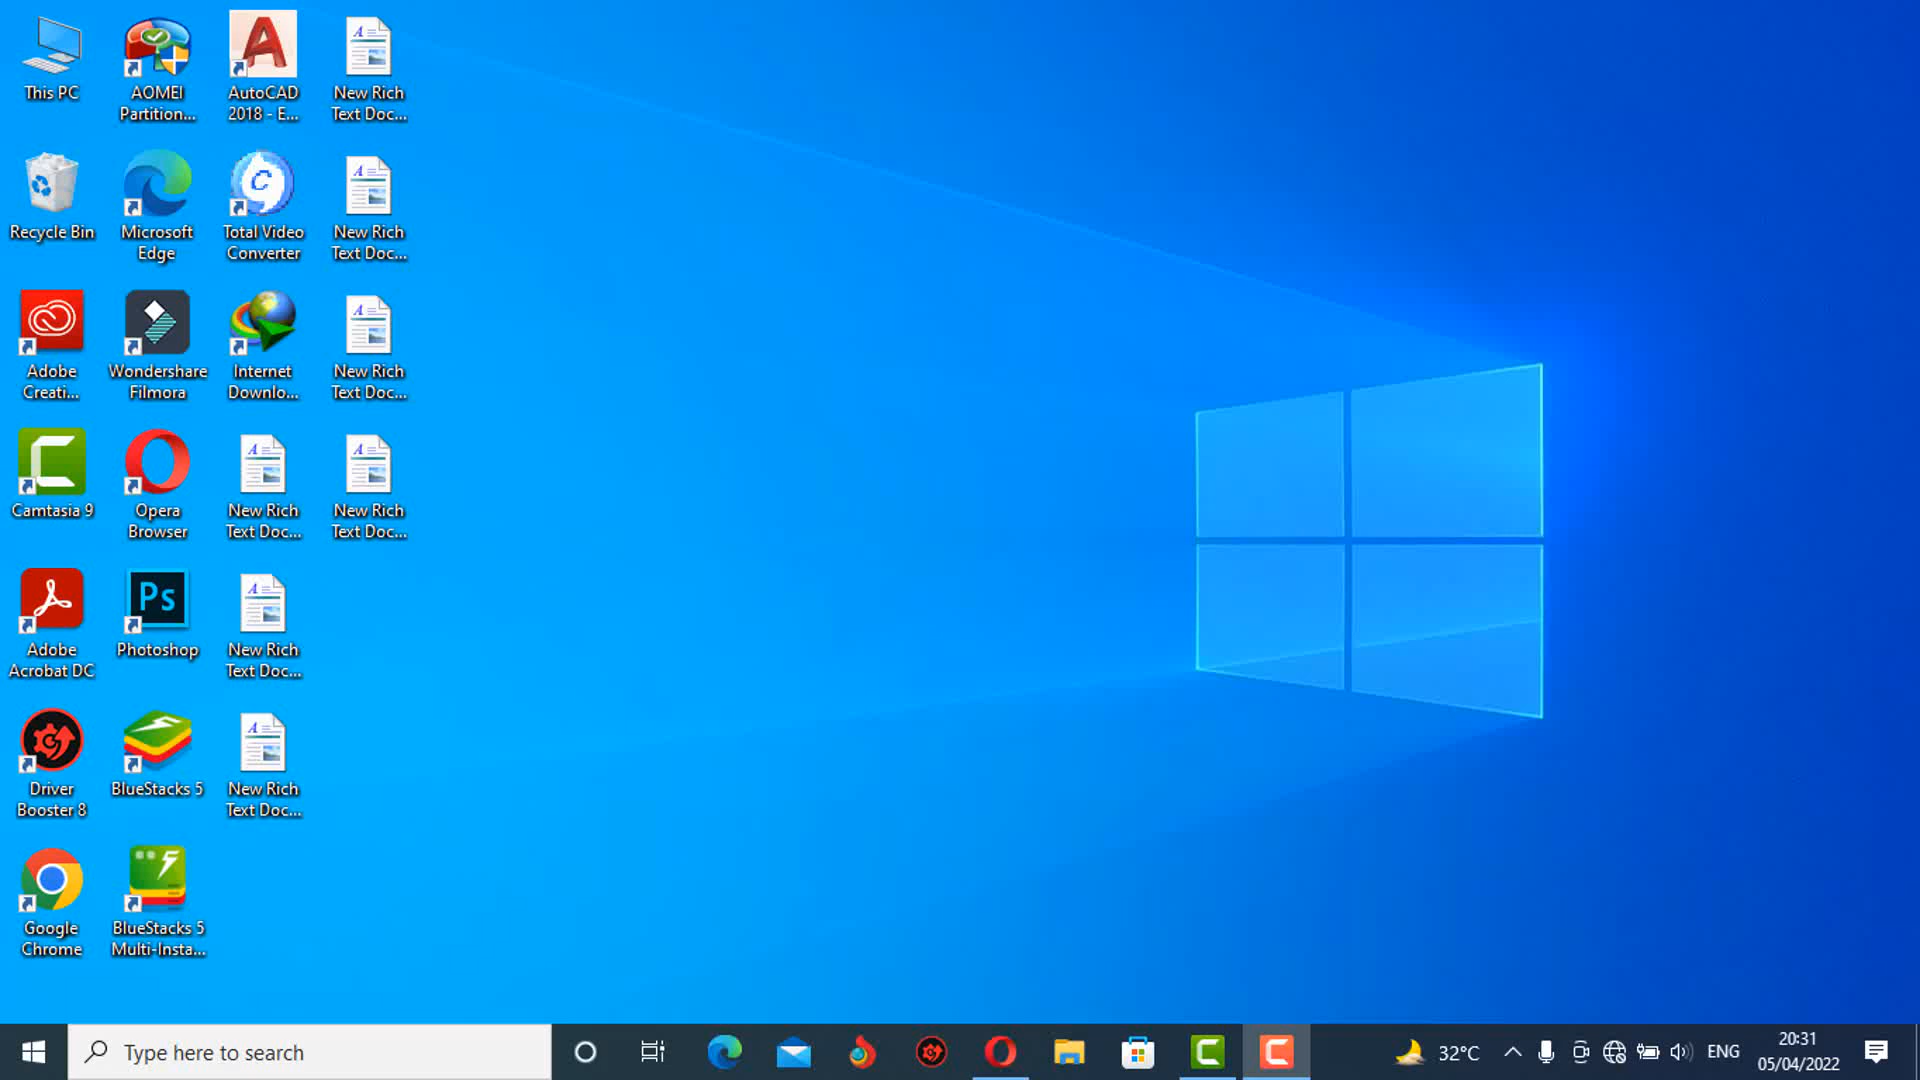 This PC
AOMEI
Partition...
AutoCAD
2018 - E...
New Rich
Text Doc...
Recycle Bin
Microsoft
Edge
Total Video
Converter
New Rich
Text Doc...
Adobe
Creati...
Wondershare
Filmora
Internet
Downlo...
New Rich
Text Doc...
Camtasia 9
Opera
Browser
New Rich
Text Doc...
New Rich
Text Doc...
Adobe
Acrobat DC
Ps
Photoshop
New Rich
Text Doc...
Driver
Booster 8
BlueStacks 5
New Rich
Text Doc...
Google
Chrome
BlueStacks 5
Multi-Insta...
Type here to search
32°C
ENG
20:31
05/04/2022